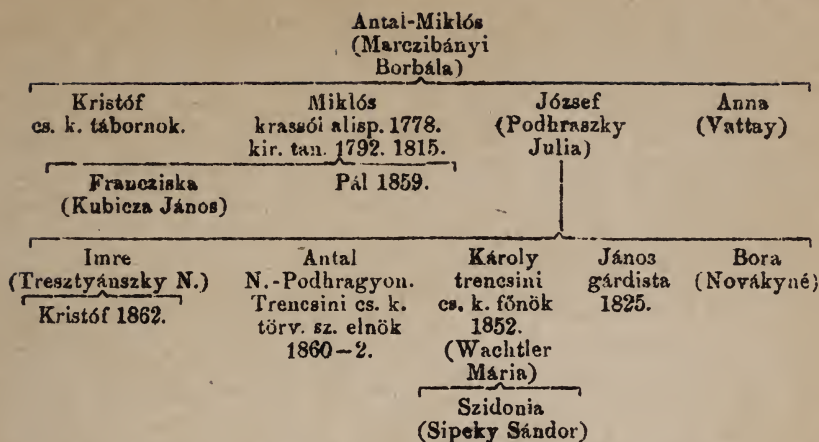 Antal-Miklós
(Marczibányi
Borbála)
Kristóf
cs. k. tábornok.
Miklós
krassói alisp. 1778.
kir. tan. 1792. 1815.
József
(Podhraszky
Julia)
Anna
(Vattay)
Francziska
(Kubicza János)
Pál 1859.
Imre
(Tresztyánszky N.)
Kristóf 1862.
Antal
N.-Podhragyon.
Trencsini cs. k.
törv. sz. elnök
1860–2.
Károly
trencsini
cs. k. főnök
1852.
(Wachtler
Mária)
Szidonia
(Sipeky Sándor)
János
gárdista
1825.
Bora
(Novákyné)